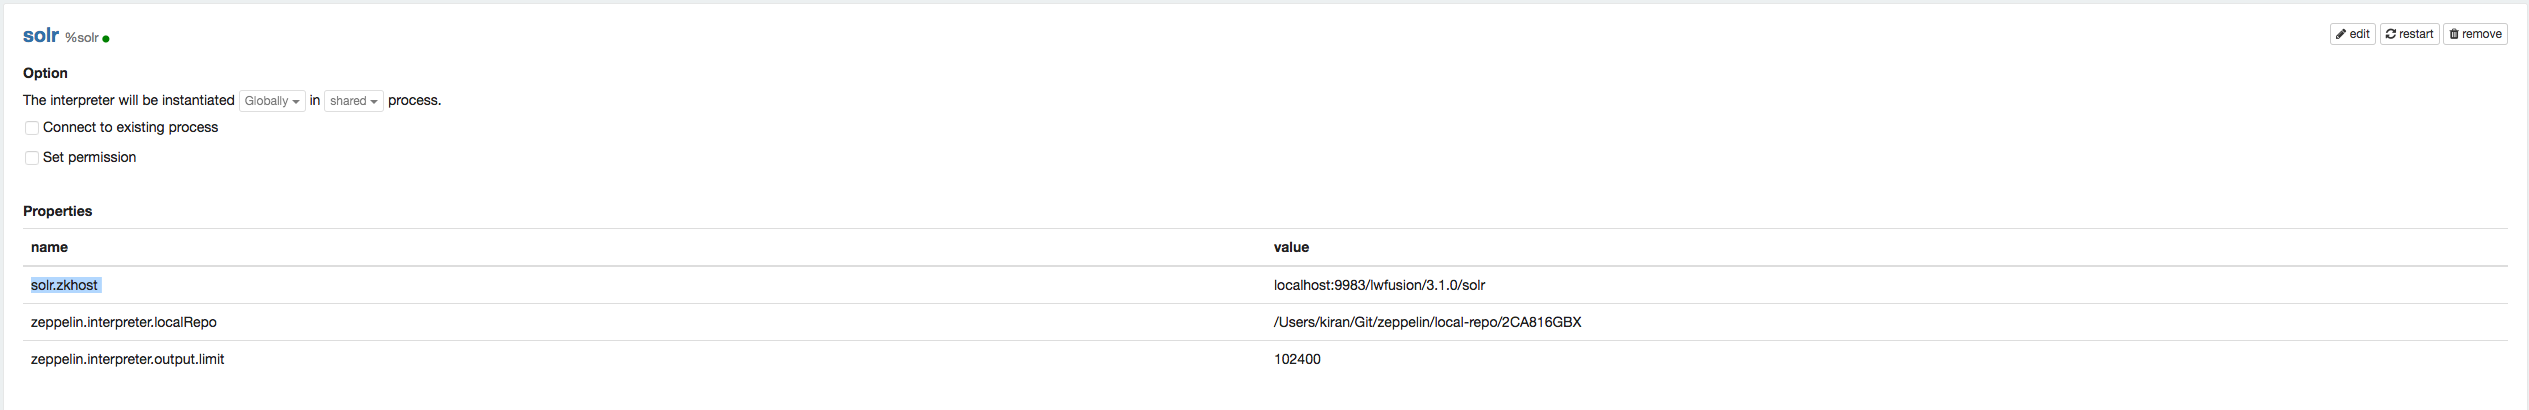 solr %solr
edit restart remove
Option
The interpreter will be instantiated Globally in shared process.
Connect to existing process
Set permission
Properties
name value
solr.zkhost localhost:9983/lwfusion/3.1.0/solr
zeppelin.interpreter.localRepo /Users/kiran/Git/zeppelin/local-repo/2CA816GBX
zeppelin.interpreter.output.limit 102400